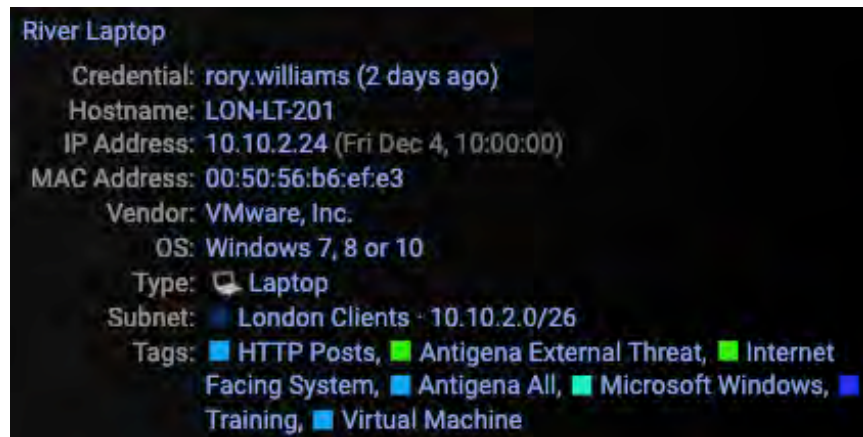 River Laptop
Credential: rory.williams (2 days ago)
Hostname: LON-LT-201
IP Address: 10.10.2.24 (Fri Dec 4, 10:00:00)
MAC Address: 00:50:56:b6:ef:e3
Vendor: VMware, Inc.
OS: Windows 7, 8 or 10
Type: Laptop
Subnet: London Clients · 10.10.2.0/26
Tags: HTTP Posts, Antigena External Threat, Internet
Facing System, Antigena All, Microsoft Windows,
Training, Virtual Machine